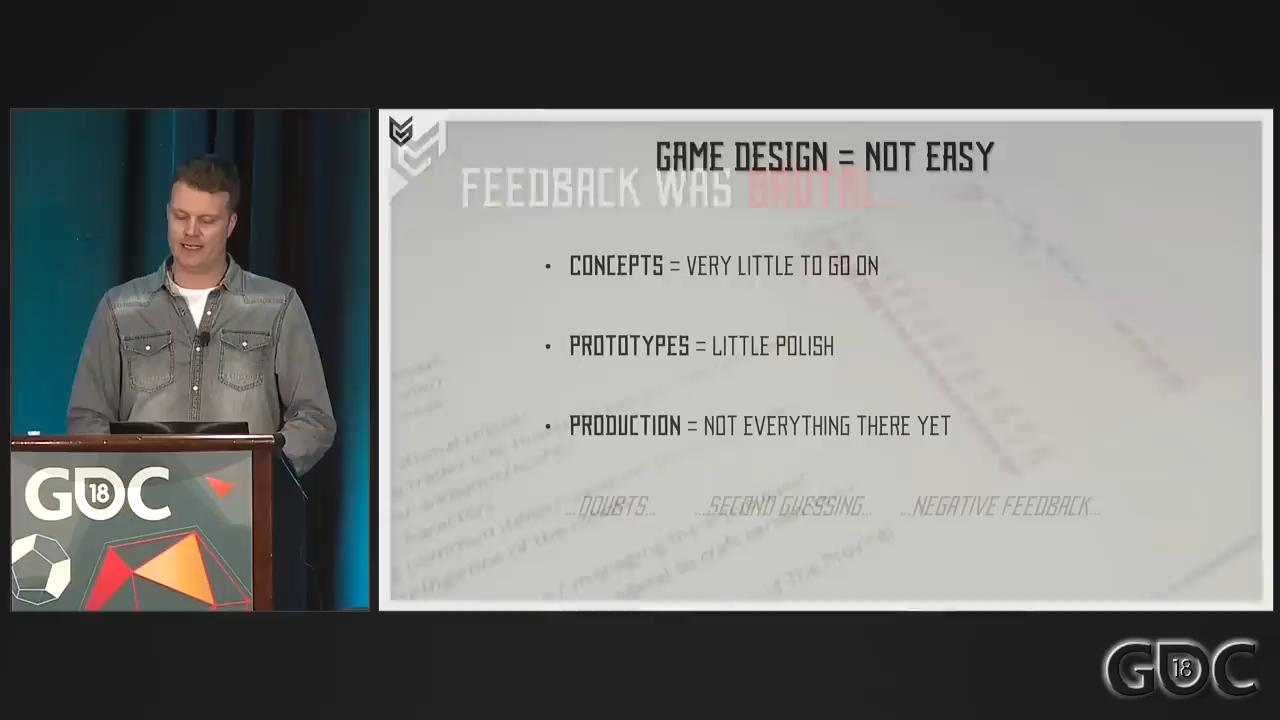 GAME DESIGN = NOT EASY
FEEDBACK WAS BRUTAL...
• CONCEPTS = VERY LITTLE TO GO ON
• PROTOTYPES = LITTLE POLISH
• PRODUCTION = NOT EVERYTHING THERE YET
...DOUBTS... ...SECOND GUESSING... ...NEGATIVE FEEDBACK...
GDC
18
GDC
18